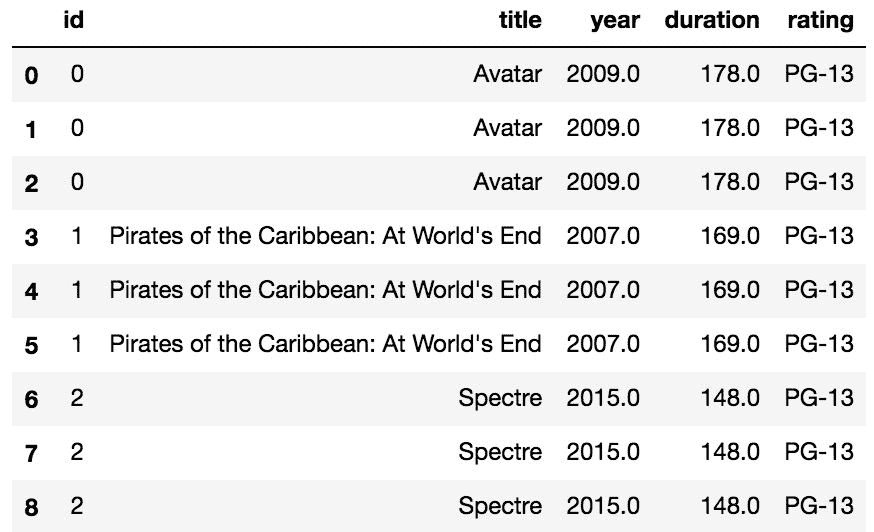 id title year duration rating
0 0 Avatar 2009.0 178.0 PG-13
1 0 Avatar 2009.0 178.0 PG-13
2 0 Avatar 2009.0 178.0 PG-13
3 1 Pirates of the Caribbean: At World's End 2007.0 169.0 PG-13
4 1 Pirates of the Caribbean: At World's End 2007.0 169.0 PG-13
5 1 Pirates of the Caribbean: At World's End 2007.0 169.0 PG-13
6 2 Spectre 2015.0 148.0 PG-13
7 2 Spectre 2015.0 148.0 PG-13
8 2 Spectre 2015.0 148.0 PG-13